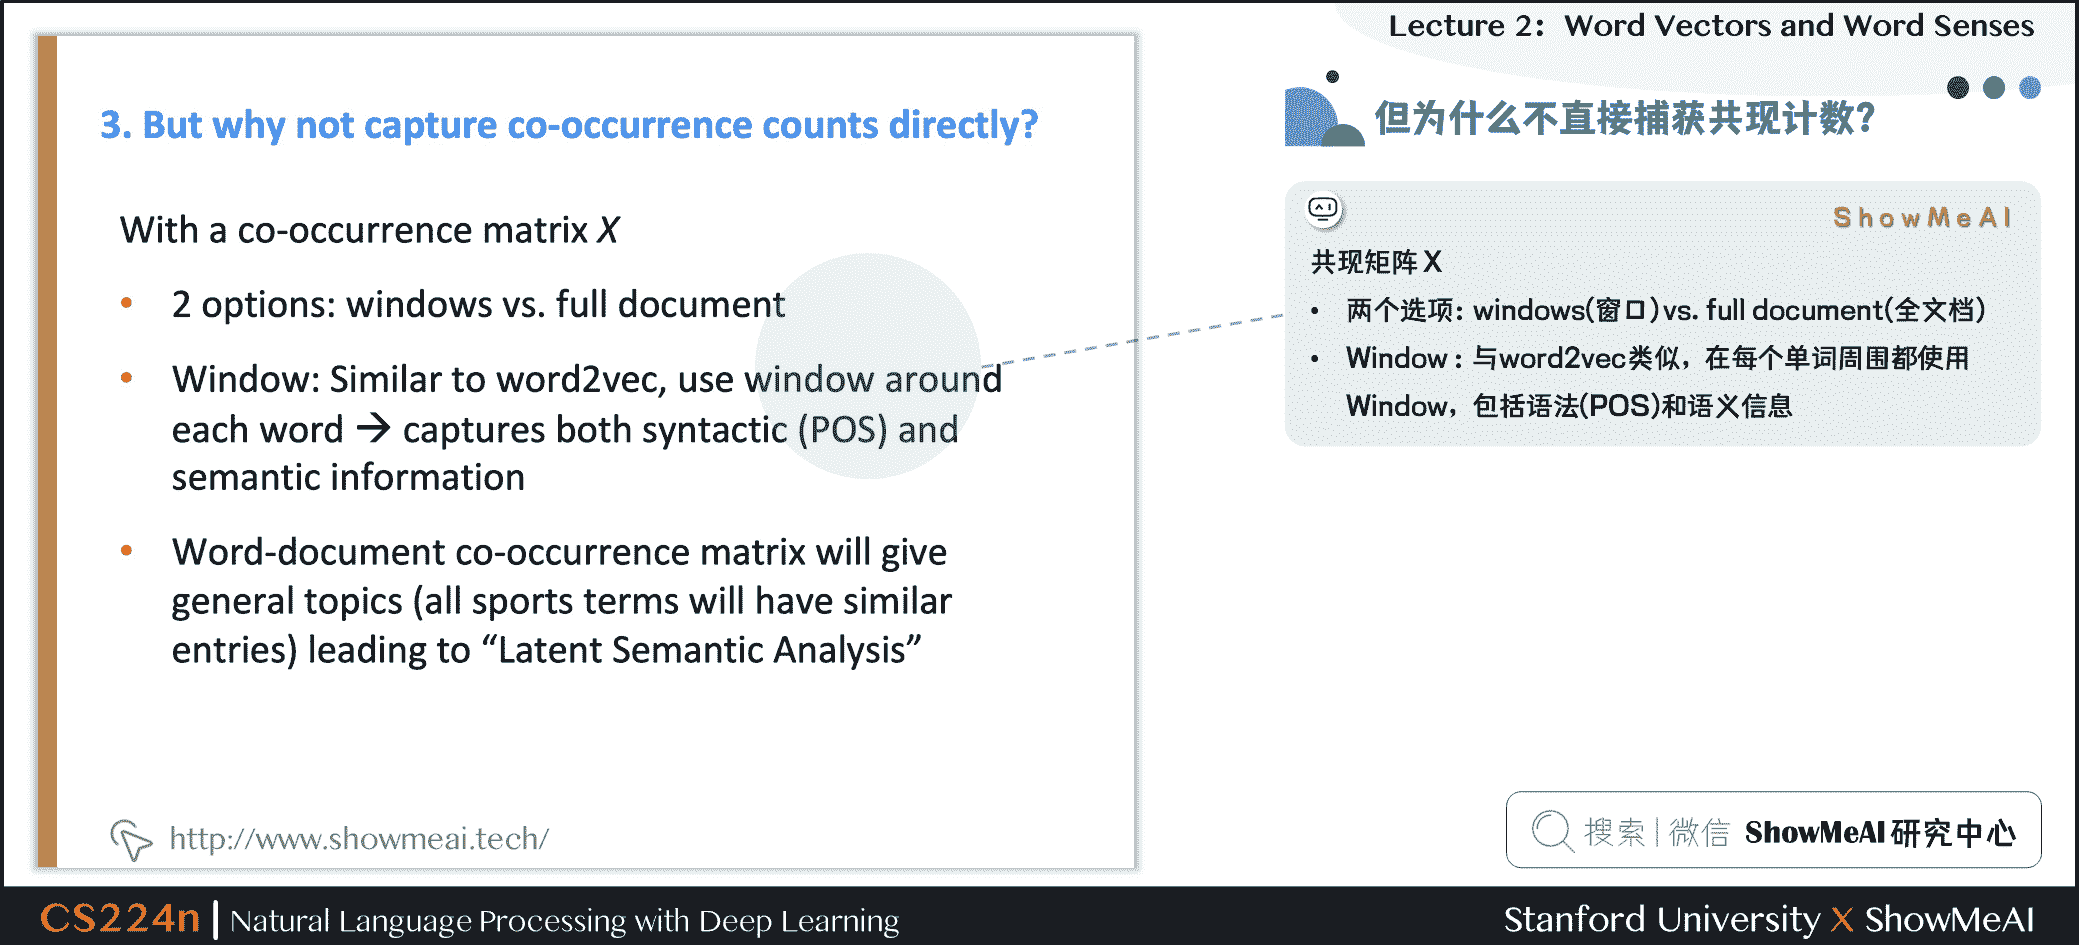 Lecture 2：Word Vectors and Word Senses
3. But why not capture co-occurrence counts directly?
With a co-occurrence matrix X
• 2 options: windows vs. full document
• Window: Similar to word2vec, use window around
each word → captures both syntactic (POS) and
semantic information
• Word-document co-occurrence matrix will give
general topics (all sports terms will have similar
entries) leading to “Latent Semantic Analysis”
http://www.showmeai.tech/
但为什么不直接捕获共现计数？
ShowMeAI
共现矩阵X
• 两个选项：windows(窗口)vs. full document(全文档)
• Window：与word2vec类似，在每个单词周围都使用
Window，包括语法(POS)和语义信息
搜索|微信 ShowMeAI研究中心
CS224n | Natural Language Processing with Deep Learning
Stanford University X ShowMeAI